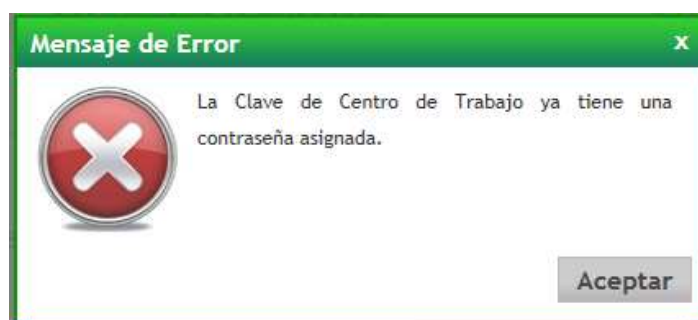 Mensaje de Error
x
La Clave de Centro de Trabajo ya tiene una
contraseña asignada.
Aceptar